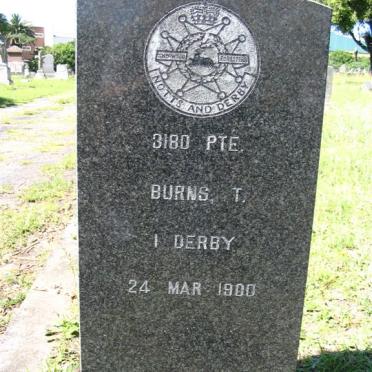 NOTTS AND DERBY
3180 PTE.
BURNS, T.
1 DERBY
24 MAR 1900